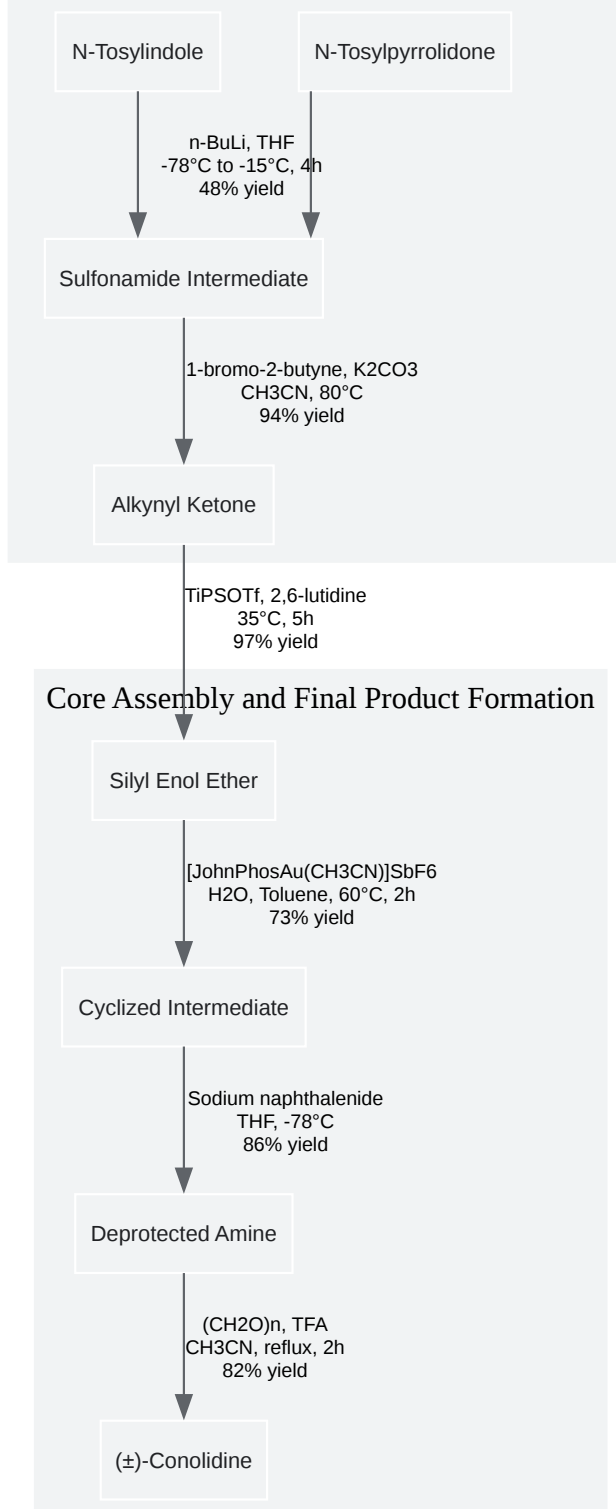 N-Tosylindole
N-Tosylpyrrolidone
n-BuLi, THF
-78°C to -15°C, 4h
48% yield
Sulfonamide Intermediate
1-bromo-2-butyne, K2CO3
CH3CN, 80°C
94% yield
Alkynyl Ketone
TiPSOTf, 2,6-lutidine
35°C, 5h
97% yield
Core Assembly and Final Product Formation
Silyl Enol Ether
[JohnPhosAu(CH3CN)]SbF6
H2O, Toluene, 60°C, 2h
73% yield
Cyclized Intermediate
Sodium naphthalenide
THF, -78°C
86% yield
Deprotected Amine
(CH2O)n, TFA
CH3CN, reflux, 2h
82% yield
(±)-Conolidine